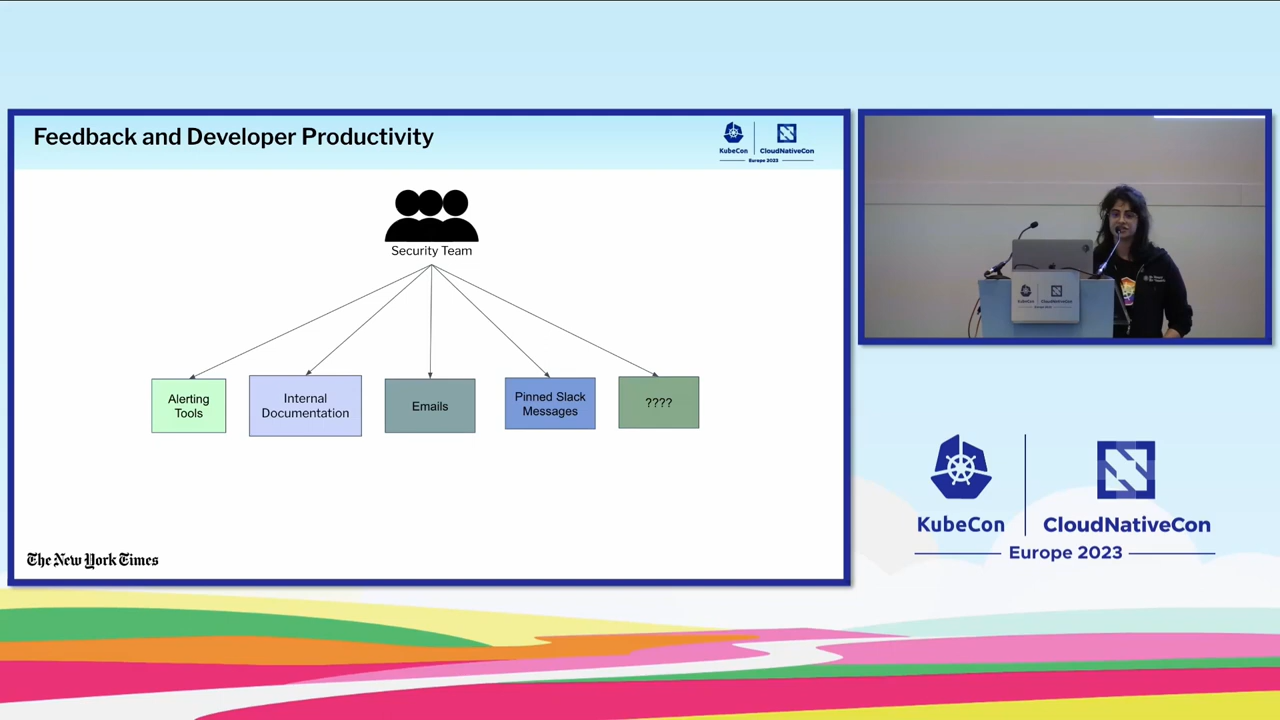 Feedback and Developer Productivity
KubeCon
CloudNativeCon
Europe 2023
Security Team
Alerting
Tools
Internal
Documentation
Emails
Pinned Slack
Messages
????
The New York Times
KubeCon
CloudNativeCon
Europe 2023